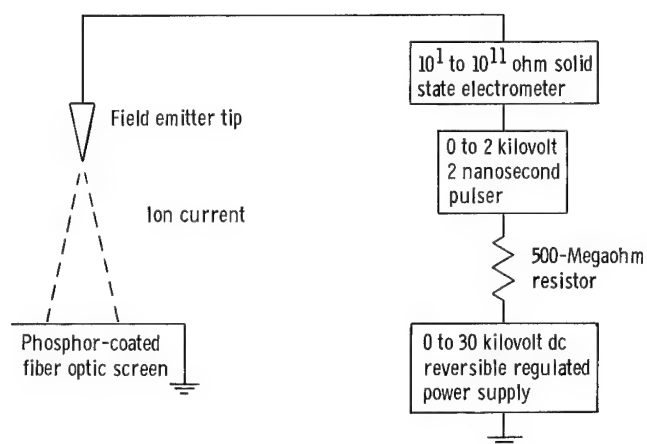 10¹ to 10¹¹ ohm solid
state electrometer
Field emitter tip
0 to 2 kilovolt
2 nanosecond
pulser
Ion current
500-Megaohm
resistor
Phosphor-coated
fiber optic screen
0 to 30 kilovolt dc
reversible regulated
power supply